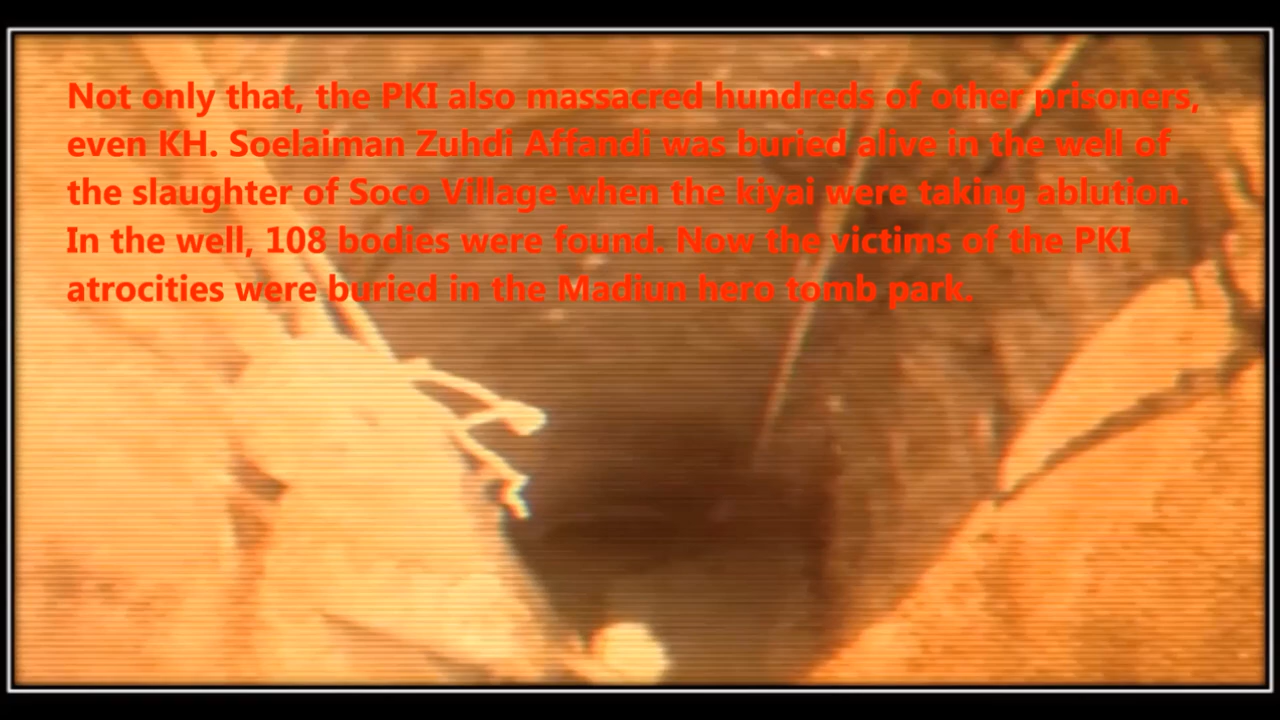 Not only that, the PKI also massacred hundreds of other prisoners,
even KH. Soelaiman Zuhdi Affandi was buried alive in the well of
the slaughter of Soco Village when the kiyai were taking ablution.
In the well, 108 bodies were found. Now the victims of the PKI
atrocities were buried in the Madiun hero tomb park.